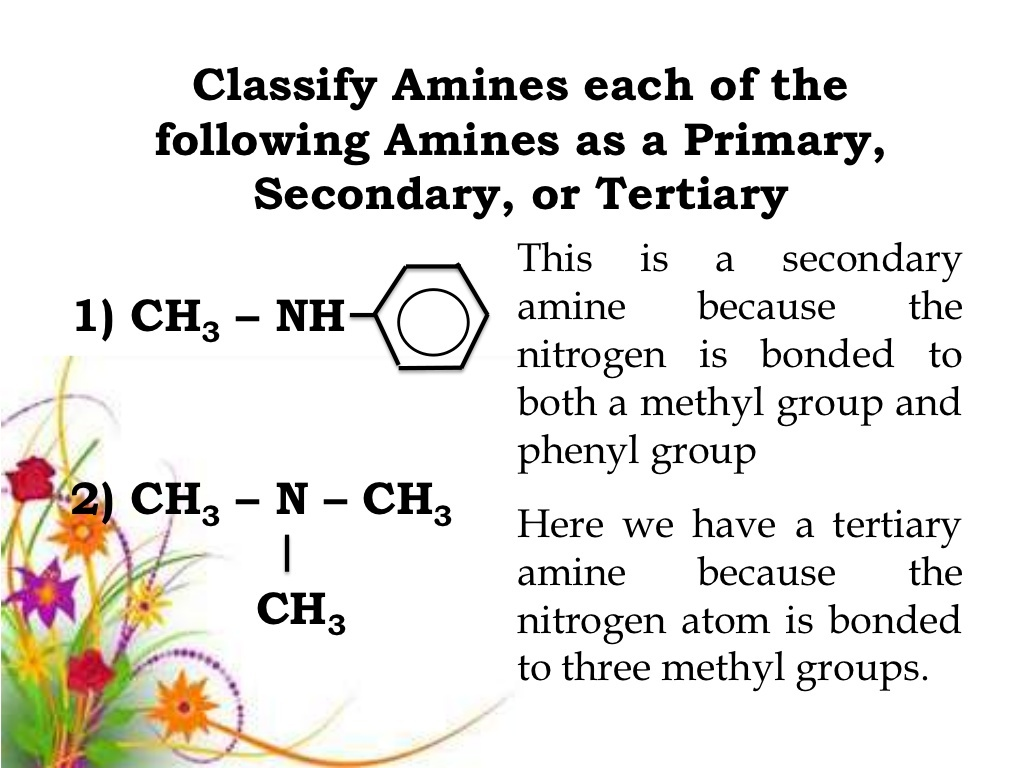 Classify Amines each of the
following Amines as a Primary,
Secondary, or Tertiary
1) CH₃ – NH
This is a secondary
amine because the
nitrogen is bonded to
both a methyl group and
phenyl group
2) CH₃ – N – CH₃
|
CH₃
Here we have a tertiary
amine because the
nitrogen atom is bonded
to three methyl groups.